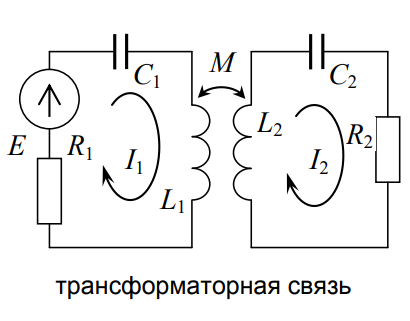 C1 M C2
E R1 I1 L1 L2 I2 R2
трансформаторная связь